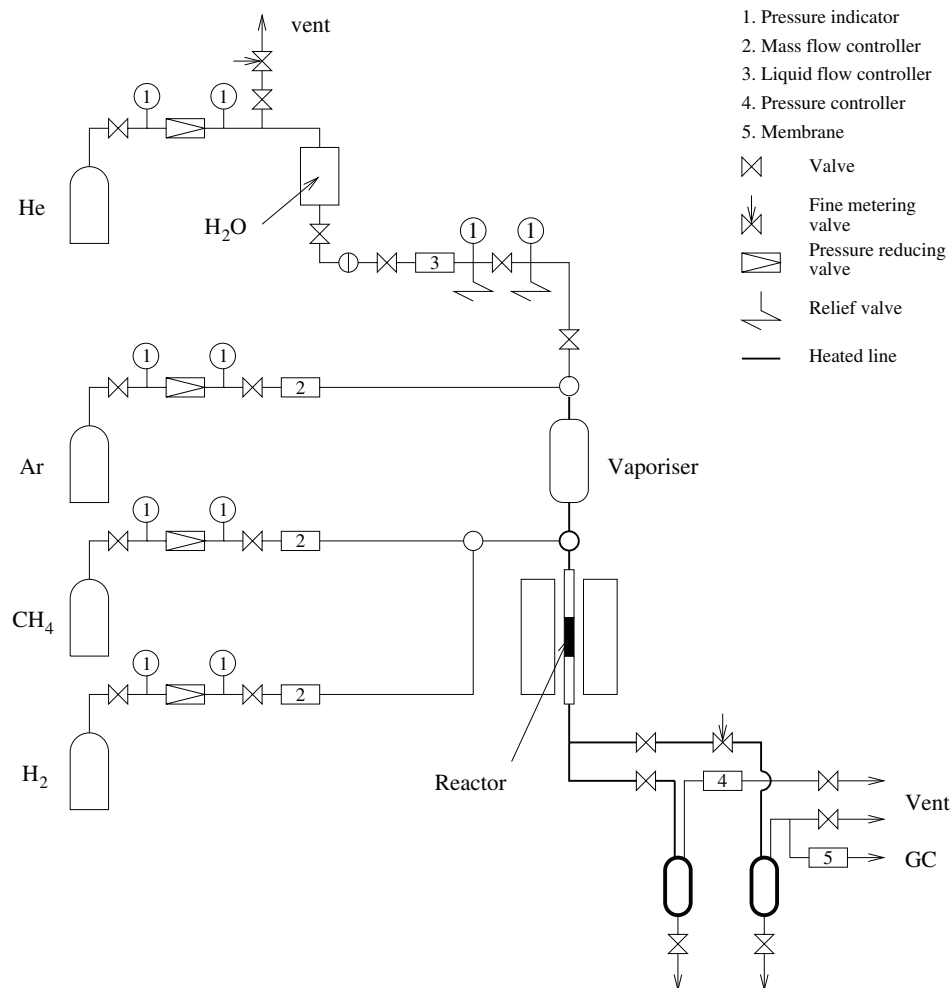 vent
1. Pressure indicator
2. Mass flow controller
3. Liquid flow controller
4. Pressure controller
5. Membrane
Valve
Fine metering
valve
Pressure reducing
valve
Relief valve
Heated line
1
1
He
H₂O
1
1
3
1
1
2
Ar
Vaporiser
1
1
2
CH₄
1
1
2
H₂
Reactor
4
Vent
5
GC